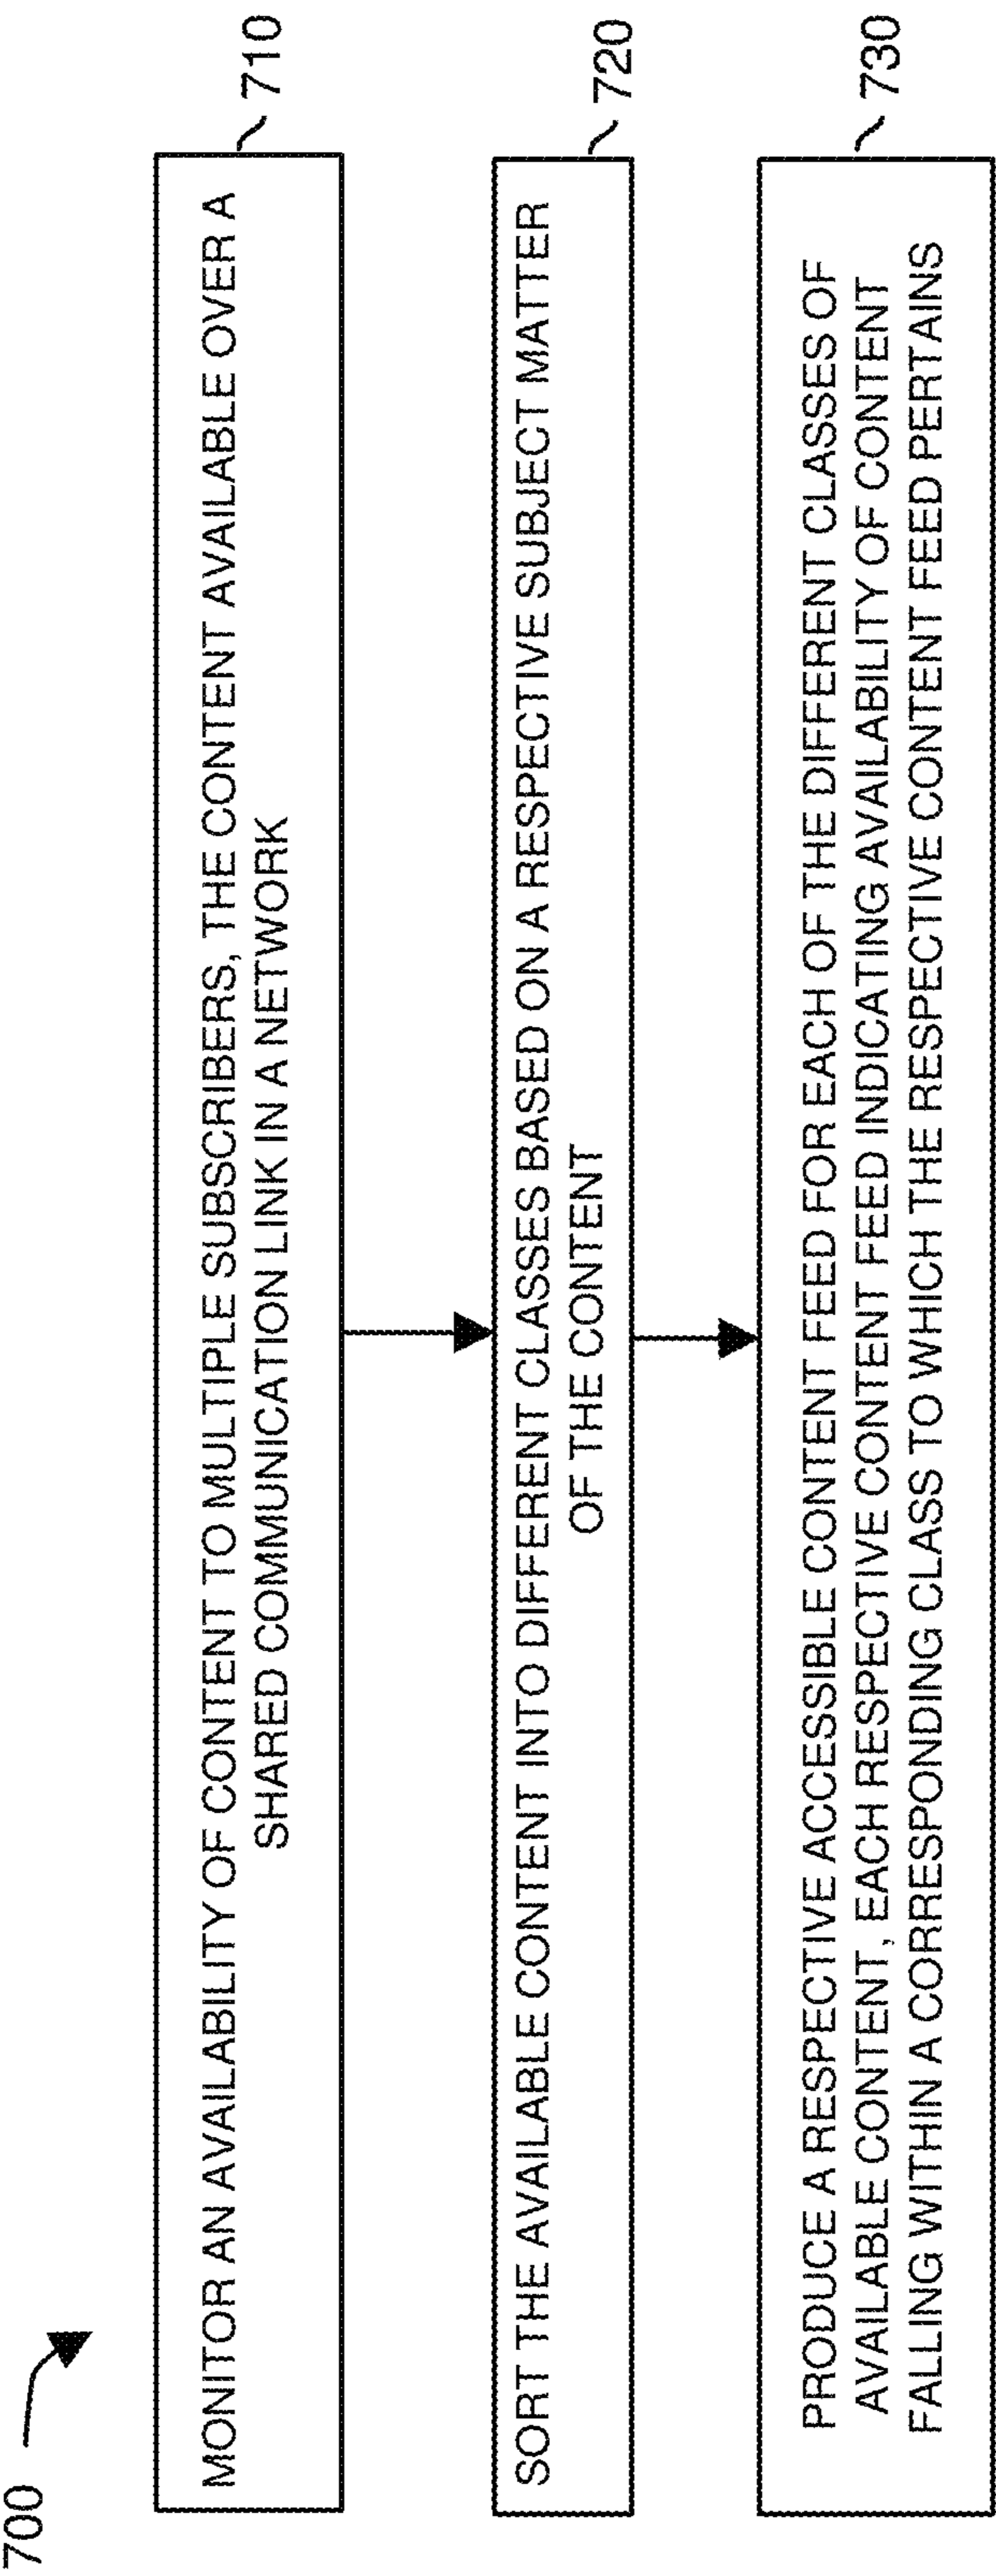 700
MONITOR AN AVAILABILITY OF CONTENT TO MULTIPLE SUBSCRIBERS, THE CONTENT AVAILABLE OVER A
SHARED COMMUNICATION LINK IN A NETWORK
710
SORT THE AVAILABLE CONTENT INTO DIFFERENT CLASSES BASED ON A RESPECTIVE SUBJECT MATTER
OF THE CONTENT
720
PRODUCE A RESPECTIVE ACCESSIBLE CONTENT FEED FOR EACH OF THE DIFFERENT CLASSES OF
AVAILABLE CONTENT, EACH RESPECTIVE CONTENT FEED INDICATING AVAILABILITY OF CONTENT
FALLING WITHIN A CORRESPONDING CLASS TO WHICH THE RESPECTIVE CONTENT FEED PERTAINS
730